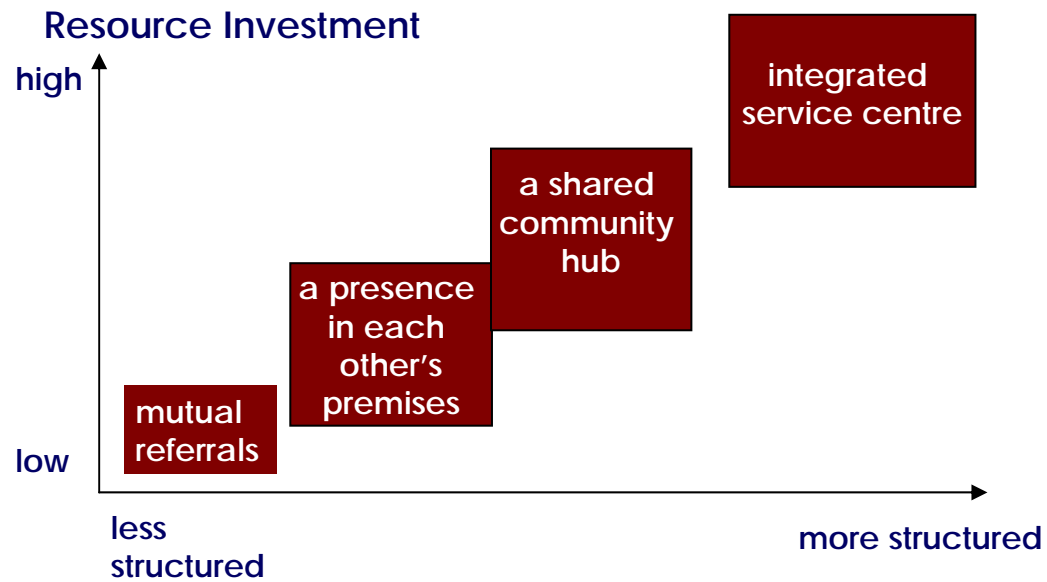 Resource Investment
high
integrated
service centre
a shared
community
hub
a presence
in each
other’s
premises
mutual
referrals
low
less
structured
more structured